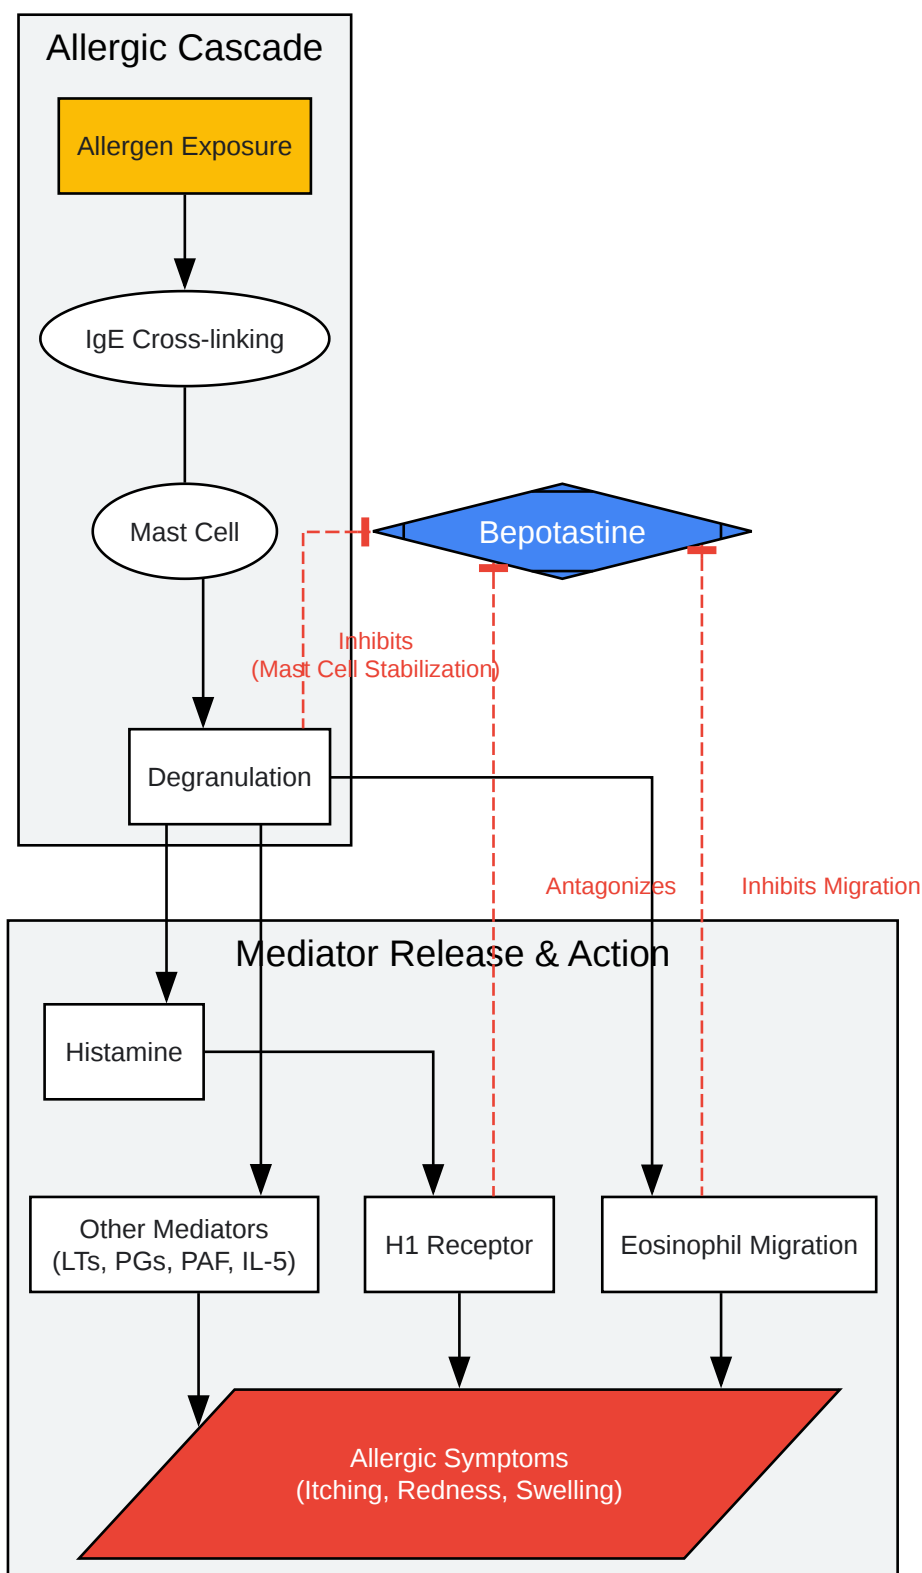 Allergic Cascade
Allergen Exposure
IgE Cross-linking
Mast Cell
Bepotastine
Inhibits
(Mast Cell Stabilization)
Degranulation
Antagonizes
Inhibits Migration
Mediator Release & Action
Histamine
Other Mediators
(LTs, PGs, PAF, IL-5)
H1 Receptor
Eosinophil Migration
Allergic Symptoms
(Itching, Redness, Swelling)